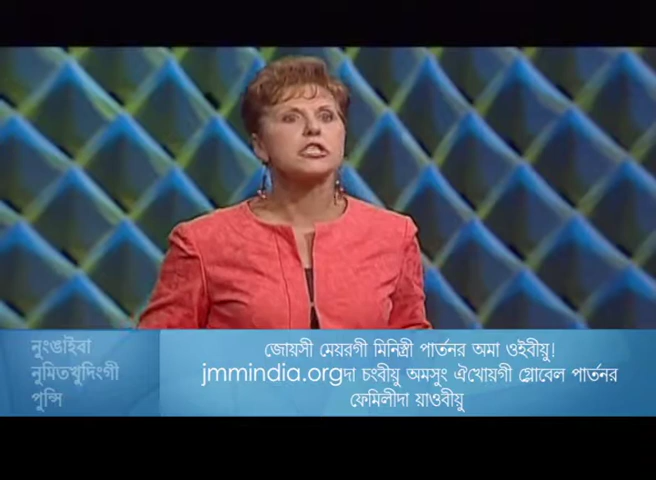 নুংঙাইবা
নুমিতখুদিংগী
পুন্সি
জোয়সী মেয়রগী মিনিস্ত্রী পার্তনর অমা ওইবীয়ু!
jmmindia.orgদা চংবীয়ু অমসুং ঐখোয়গী গ্লোবেল পার্তনর
ফেমিলীদা য়াওবীয়ু